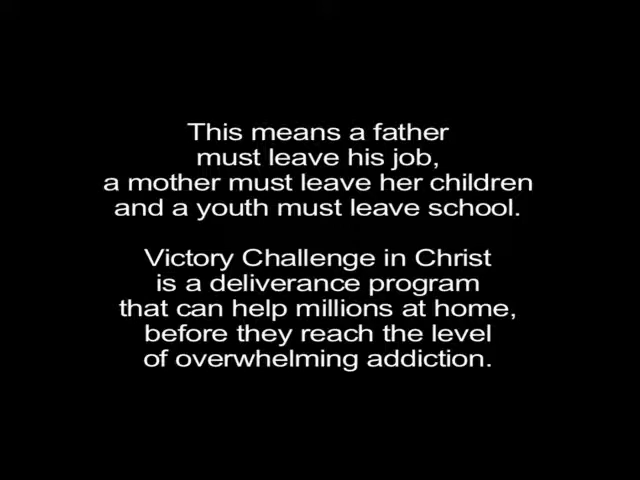 This means a father
must leave his job,
a mother must leave her children
and a youth must leave school.
Victory Challenge in Christ
is a deliverance program
that can help millions at home,
before they reach the level
of overwhelming addiction.